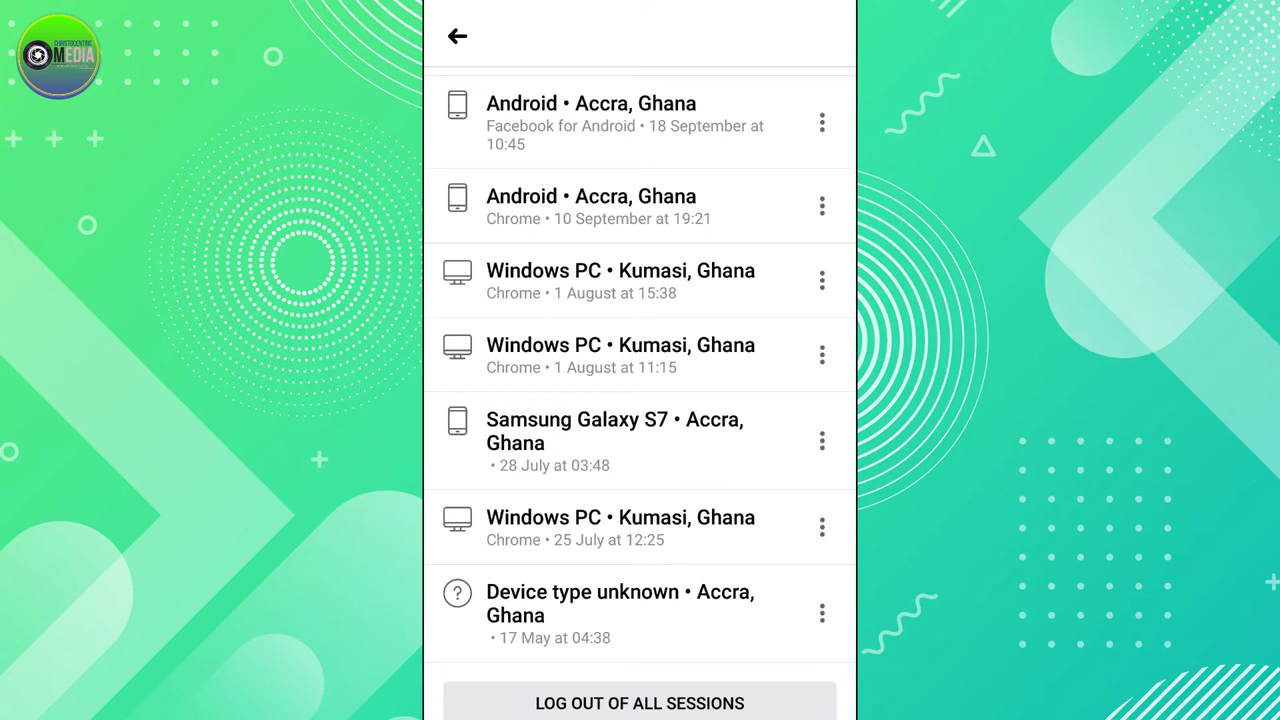 CHRISTOCENTRIC
MEDIA
Android • Accra, Ghana
Facebook for Android • 18 September at
10:45
Android • Accra, Ghana
Chrome • 10 September at 19:21
Windows PC • Kumasi, Ghana
Chrome • 1 August at 15:38
Windows PC • Kumasi, Ghana
Chrome • 1 August at 11:15
Samsung Galaxy S7 • Accra,
Ghana
• 28 July at 03:48
Windows PC • Kumasi, Ghana
Chrome • 25 July at 12:25
?
Device type unknown • Accra,
Ghana
• 17 May at 04:38
LOG OUT OF ALL SESSIONS